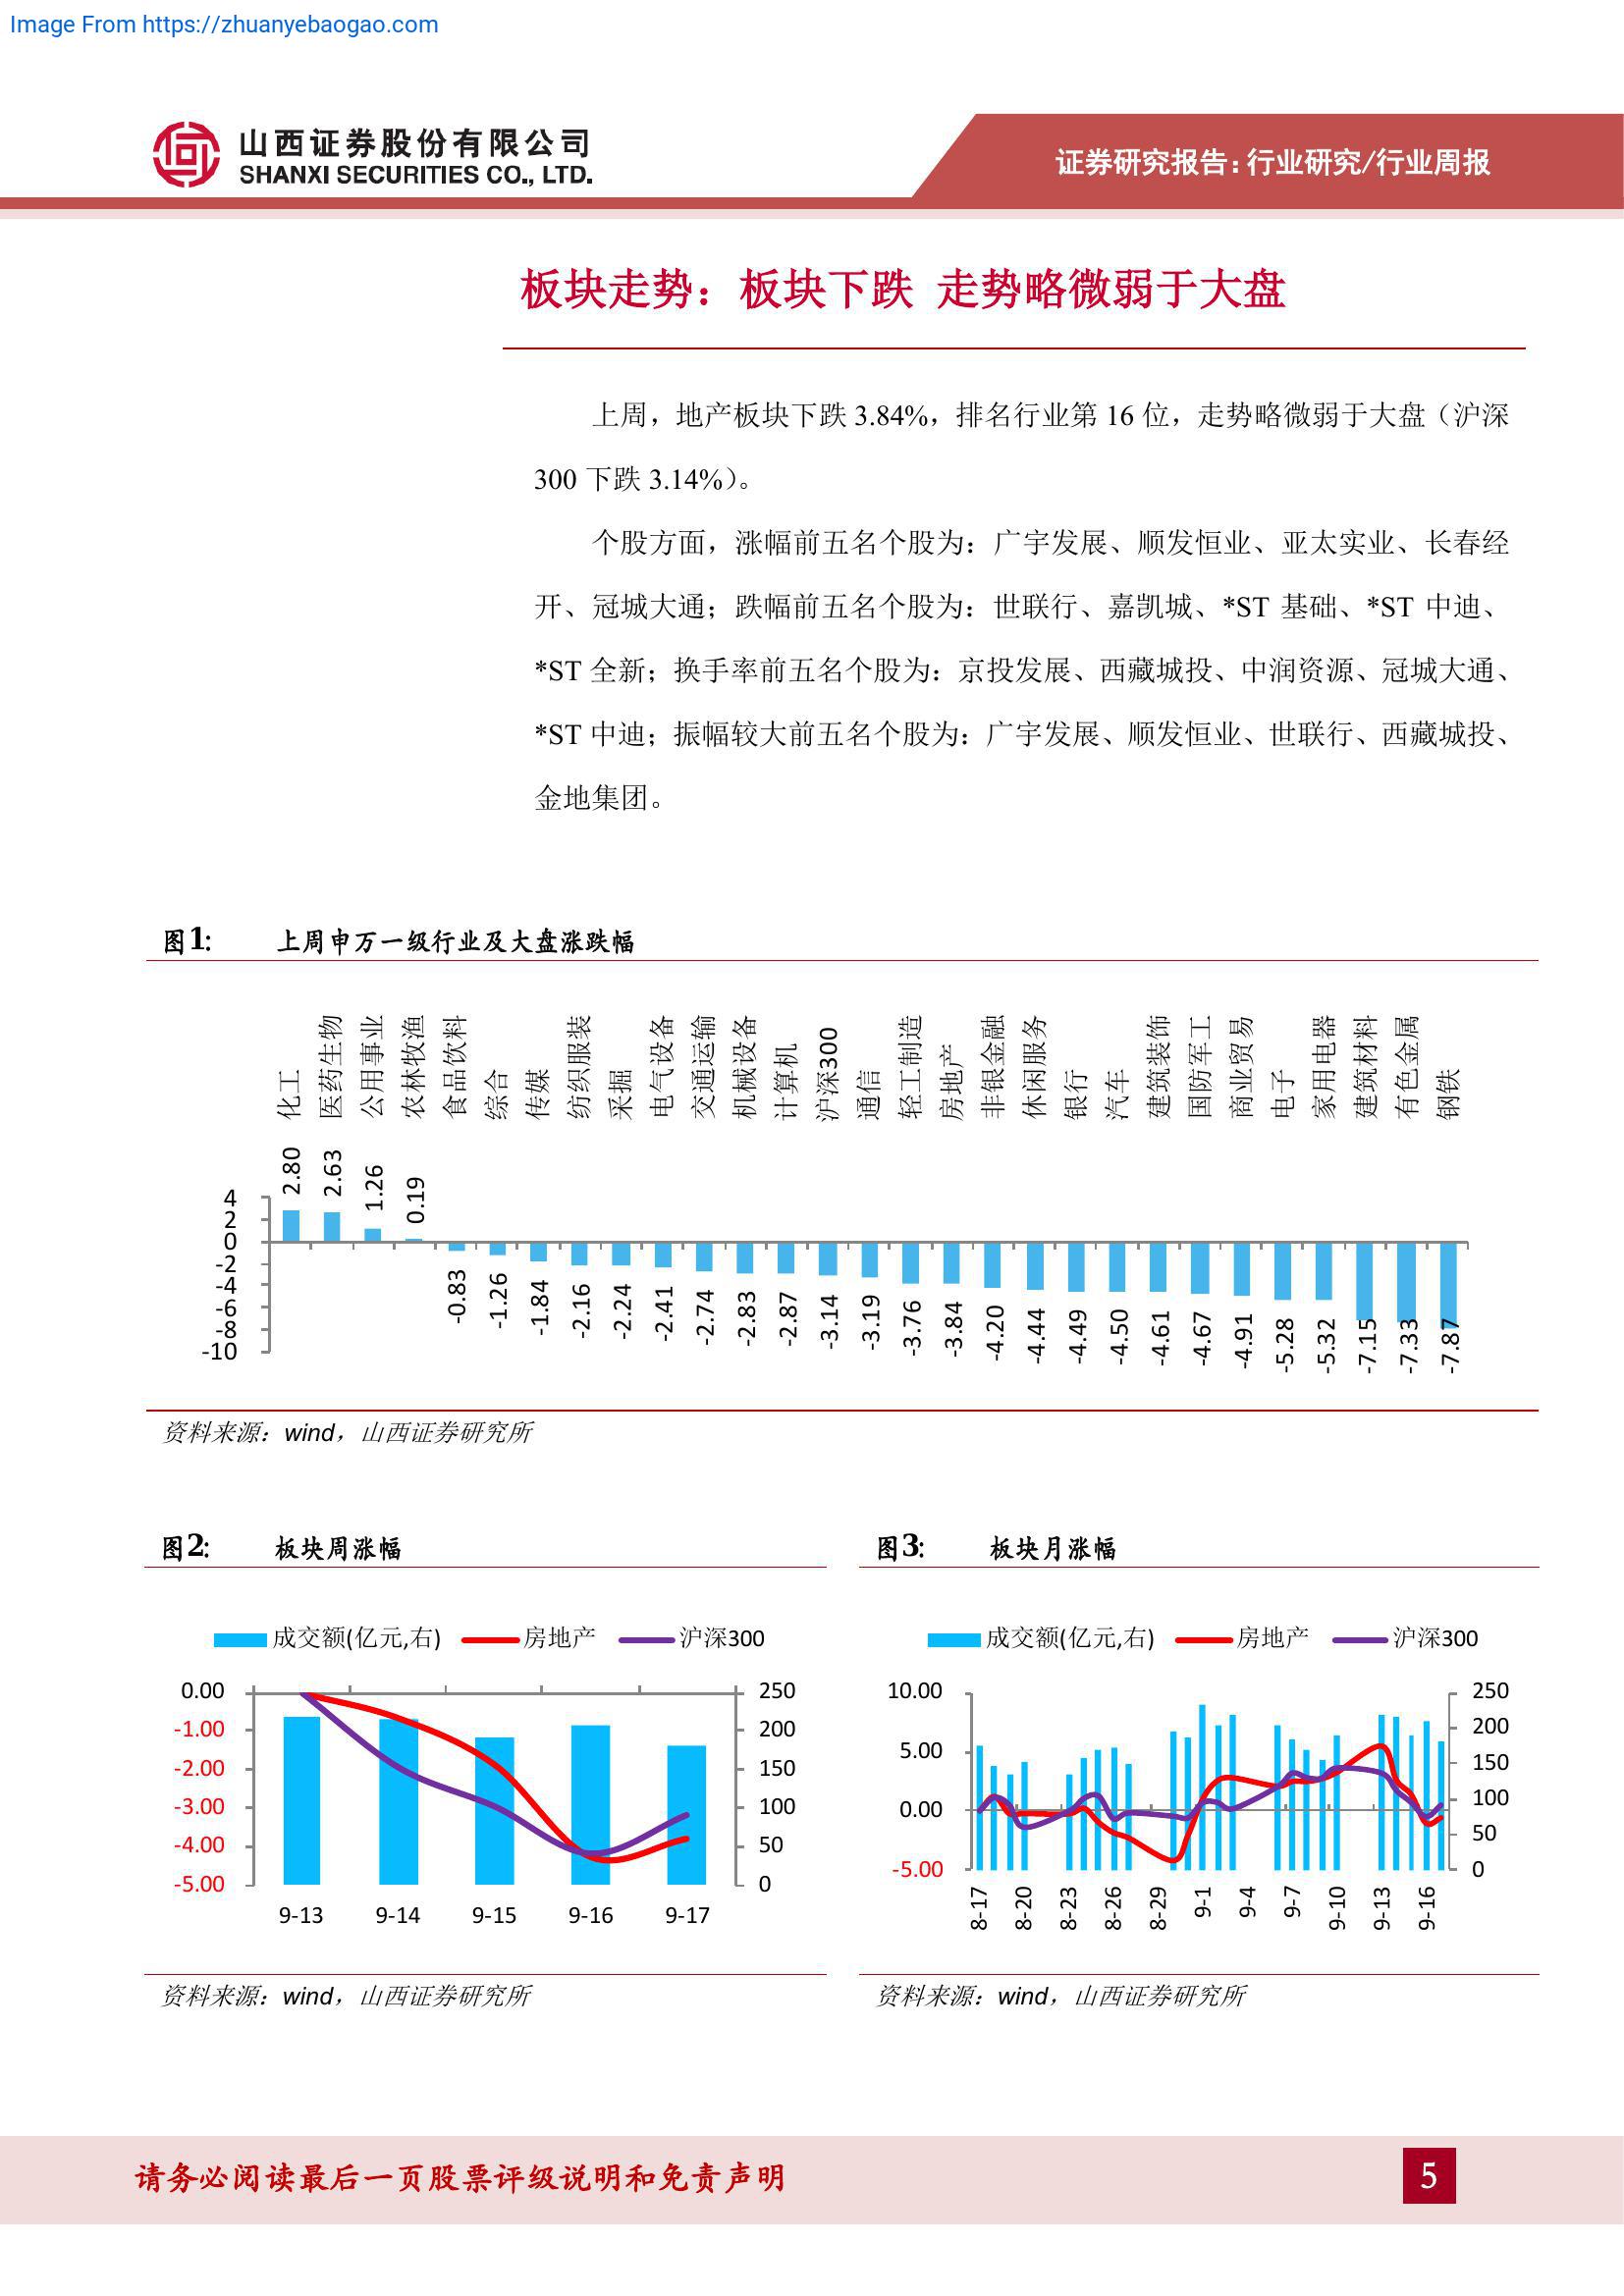 Image From https://zhuanyebaogao.com
山西证券股份有限公司
SHANXI SECURITIES CO., LTD.
证券研究报告:行业研究/行业周报
板块走势：板块下跌 走势略微弱于大盘
上周，地产板块下跌 3.84%，排名行业第 16 位，走势略微弱于大盘（沪深
300 下跌 3.14%）。
个股方面，涨幅前五名个股为：广宇发展、顺发恒业、亚太实业、长春经
开、冠城大通；跌幅前五名个股为：世联行、嘉凯城、*ST 基础、*ST 中迪、
*ST 全新；换手率前五名个股为：京投发展、西藏城投、中润资源、冠城大通、
*ST 中迪；振幅较大前五名个股为：广宇发展、顺发恒业、世联行、西藏城投、
金地集团。
图1: 上周申万一级行业及大盘涨跌幅
化工 医药生物 公用事业 农林牧渔 食品饮料 综合 传媒 纺织服装 采掘 电气设备 交通运输 机械设备 计算机 沪深300 通信 轻工制造 房地产 非银金融 休闲服务 银行 汽车 建筑装饰 国防军工 商业贸易 电子 家用电器 建筑材料 有色金属 钢铁
2.80 2.63 1.26 0.19 -0.83 -1.26 -1.84 -2.16 -2.24 -2.41 -2.74 -2.83 -2.87 -3.14 -3.19 -3.76 -3.84 -4.20 -4.44 -4.49 -4.50 -4.61 -4.67 -4.91 -5.28 -5.32 -7.15 -7.33 -7.87
4
2
0
-2
-4
-6
-8
-10
资料来源：wind，山西证券研究所
图2: 板块周涨幅
成交额(亿元,右) 房地产 沪深300
0.00 250
-1.00 200
-2.00 150
-3.00 100
-4.00 50
-5.00 0
9-13 9-14 9-15 9-16 9-17
资料来源：wind，山西证券研究所
图3: 板块月涨幅
成交额(亿元,右) 房地产 沪深300
10.00
5.00
0.00
-5.00
250
200
150
100
50
0
8-17 8-20 8-23 8-26 8-29 9-1 9-4 9-7 9-10 9-13 9-16
资料来源：wind，山西证券研究所
请务必阅读最后一页股票评级说明和免责声明
5